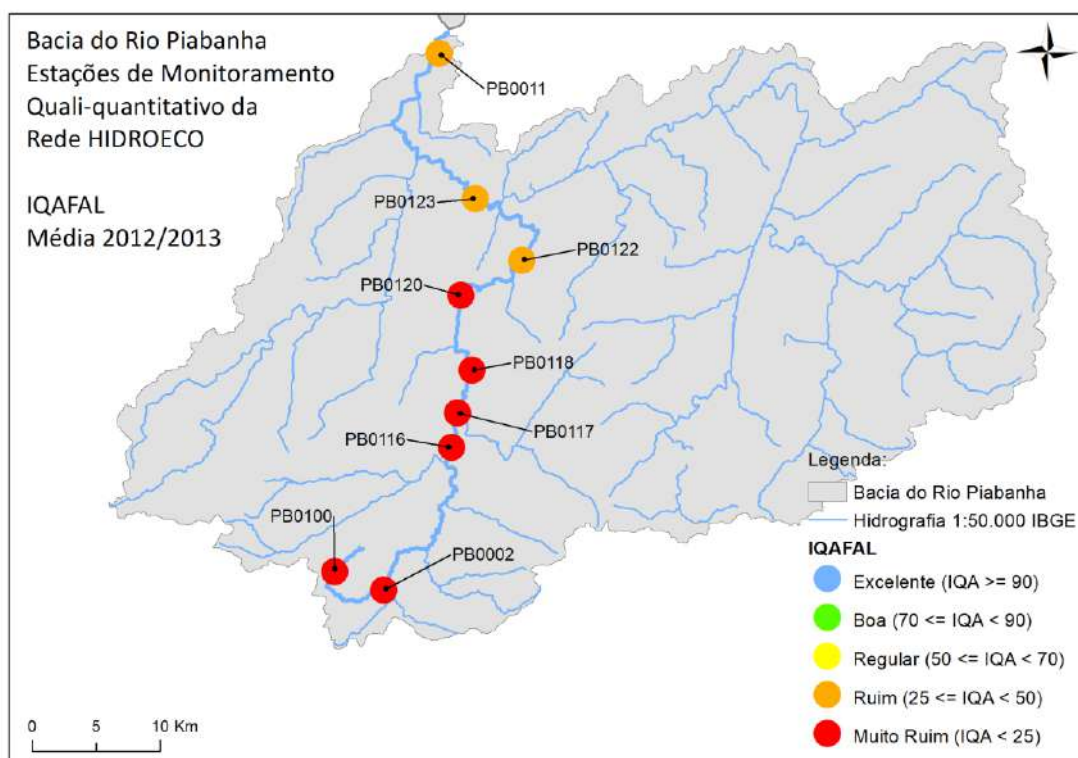 Bacia do Rio Piabanha
Estações de Monitoramento
Quali-quantitativo da
Rede HIDROECO
IQAFAL
Média 2012/2013
PB0011
PB0123
PB0122
PB0120
PB0118
PB0117
PB0116
PB0100
PB0002
Legenda:
Bacia do Rio Piabanha
Hidrografia 1:50.000 IBGE
IQAFAL
Excelente (IQA >= 90)
Boa (70 <= IQA < 90)
Regular (50 <= IQA < 70)
Ruim (25 <= IQA < 50)
Muito Ruim (IQA < 25)
0 5 10 Km